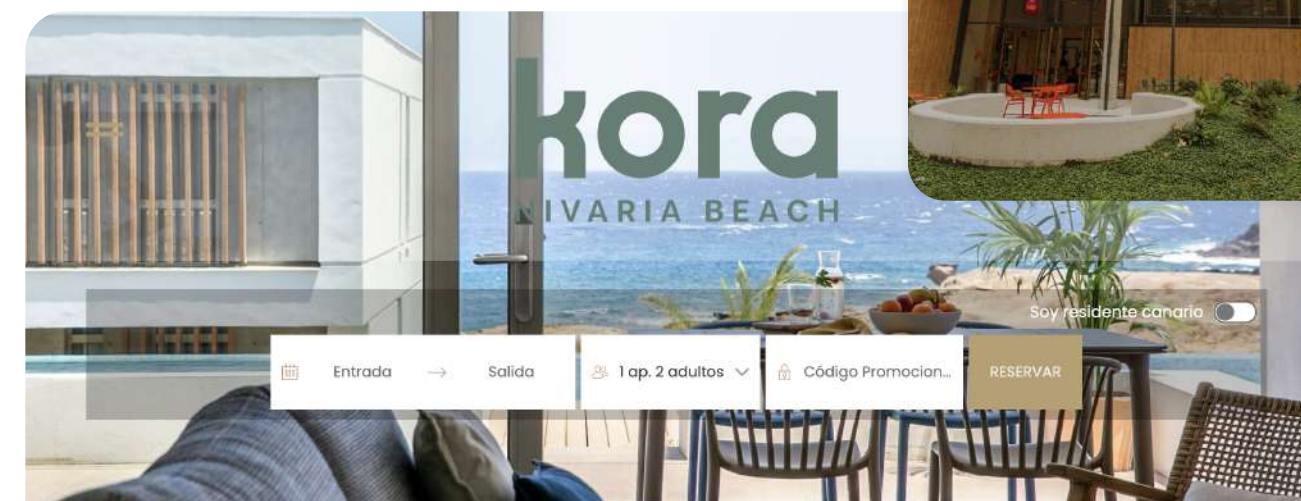 kora
NIVARIA BEACH
Soy residente canario
Entrada → Salida
1 ap. 2 adultos
Código Promocion...
RESERVAR